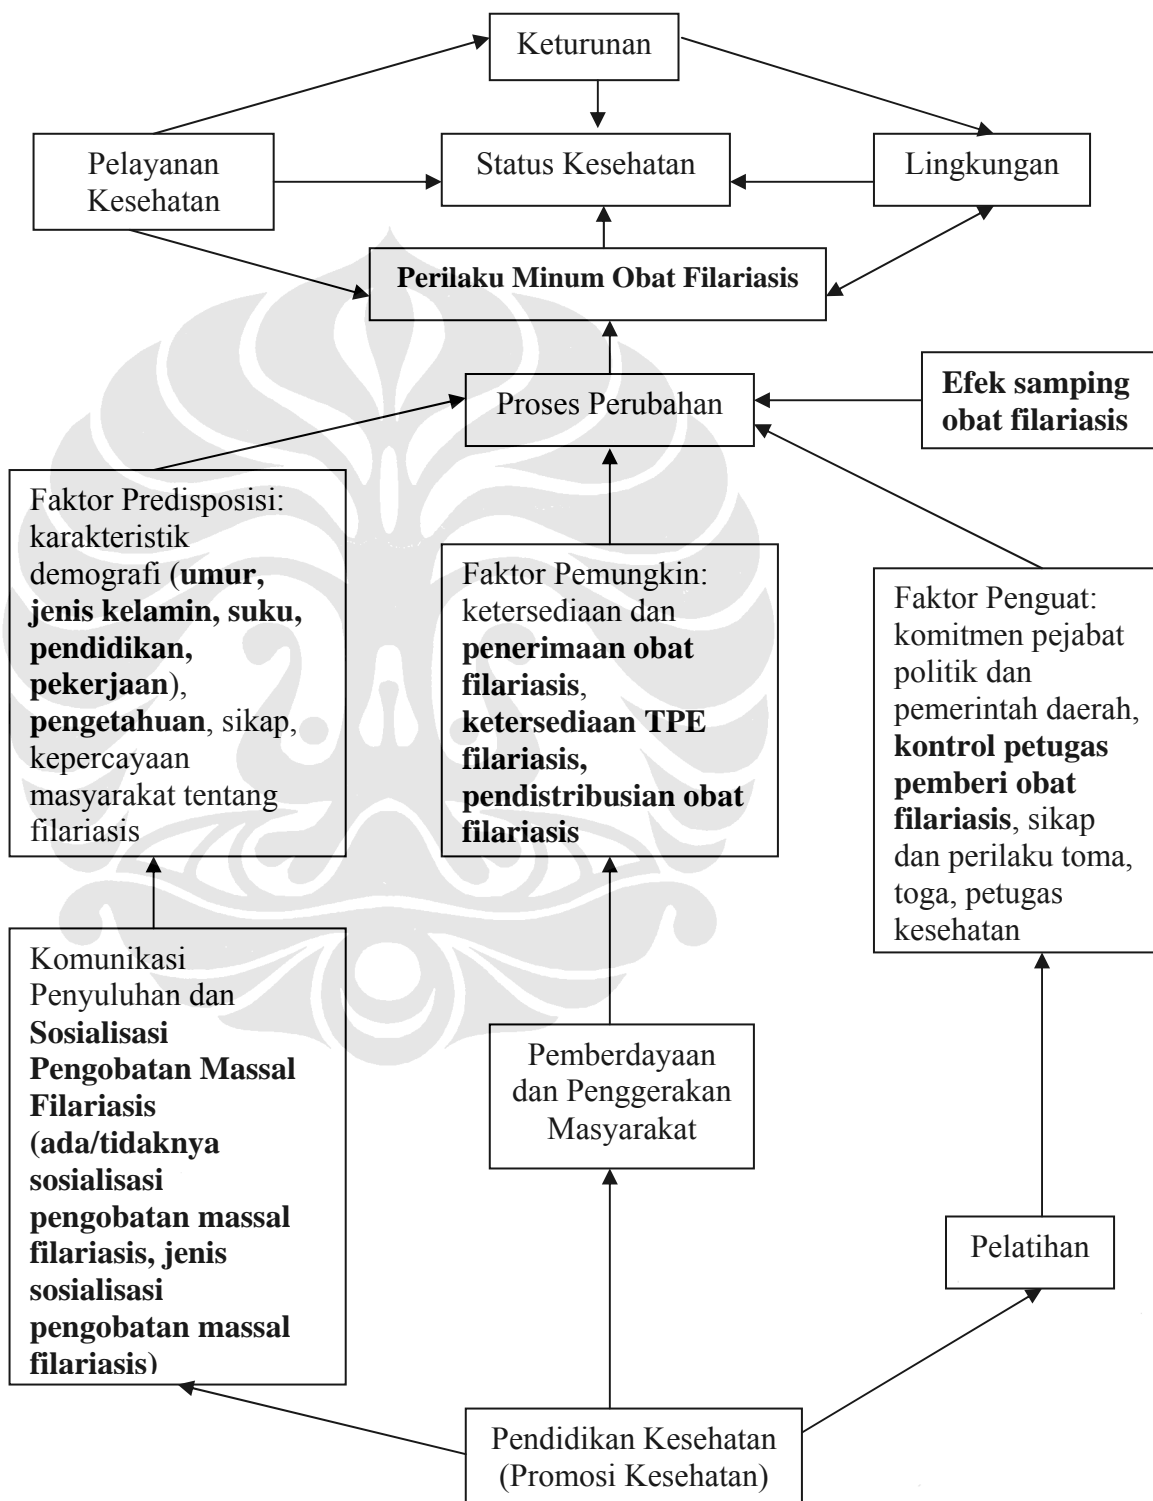 Keturunan
Pelayanan
Kesehatan
Status Kesehatan
Lingkungan
Perilaku Minum Obat Filariasis
Proses Perubahan
Efek samping
obat filariasis
Faktor Predisposisi:
karakteristik
demografi (umur,
jenis kelamin, suku,
pendidikan,
pekerjaan),
pengetahuan, sikap,
kepercayaan
masyarakat tentang
filariasis
Faktor Pemungkin:
ketersediaan dan
penerimaan obat
filariasis,
ketersediaan TPE
filariasis,
pendistribusian obat
filariasis
Faktor Penguat:
komitmen pejabat
politik dan
pemerintah daerah,
kontrol petugas
pemberi obat
filariasis, sikap
dan perilaku toma,
toga, petugas
kesehatan
Komunikasi
Penyuluhan dan
Sosialisasi
Pengobatan Massal
Filariasis
(ada/tidaknya
sosialisasi
pengobatan massal
filariasis, jenis
sosialisasi
pengobatan massal
filariasis)
Pemberdayaan
dan Penggerakan
Masyarakat
Pelatihan
Pendidikan Kesehatan
(Promosi Kesehatan)